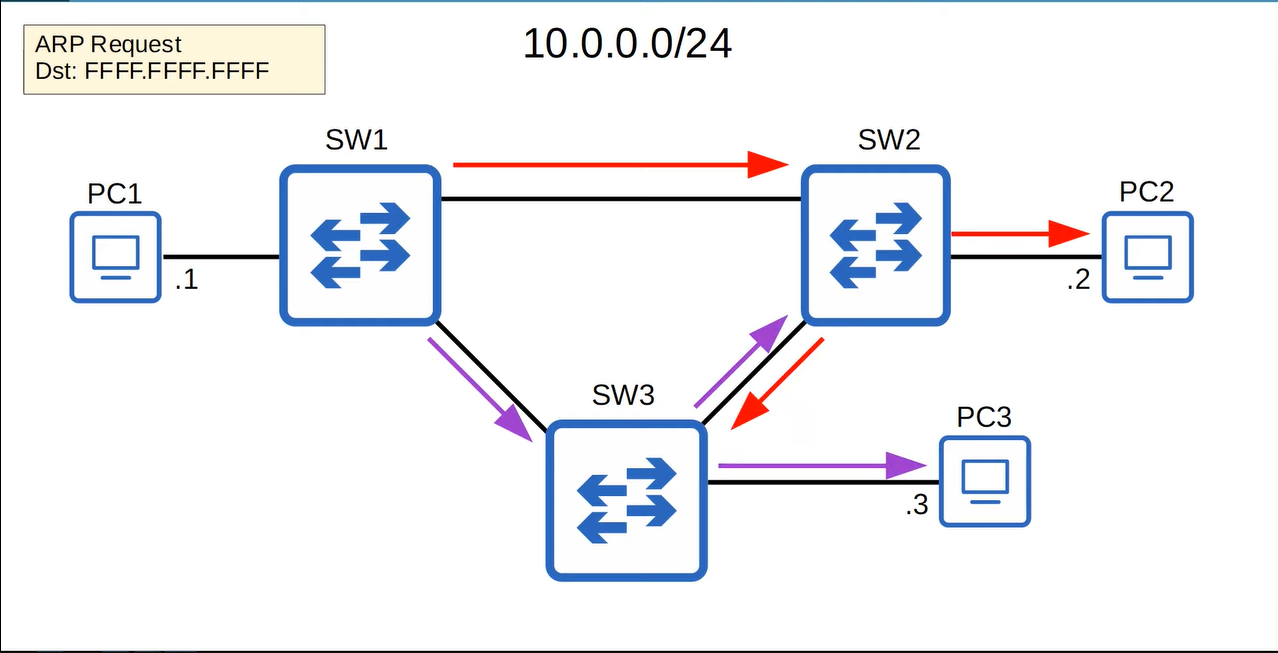 ARP Request
Dst: FFFF.FFFF.FFFF
10.0.0.0/24
SW1
SW2
PC1
PC2
.1
.2
SW3
PC3
.3